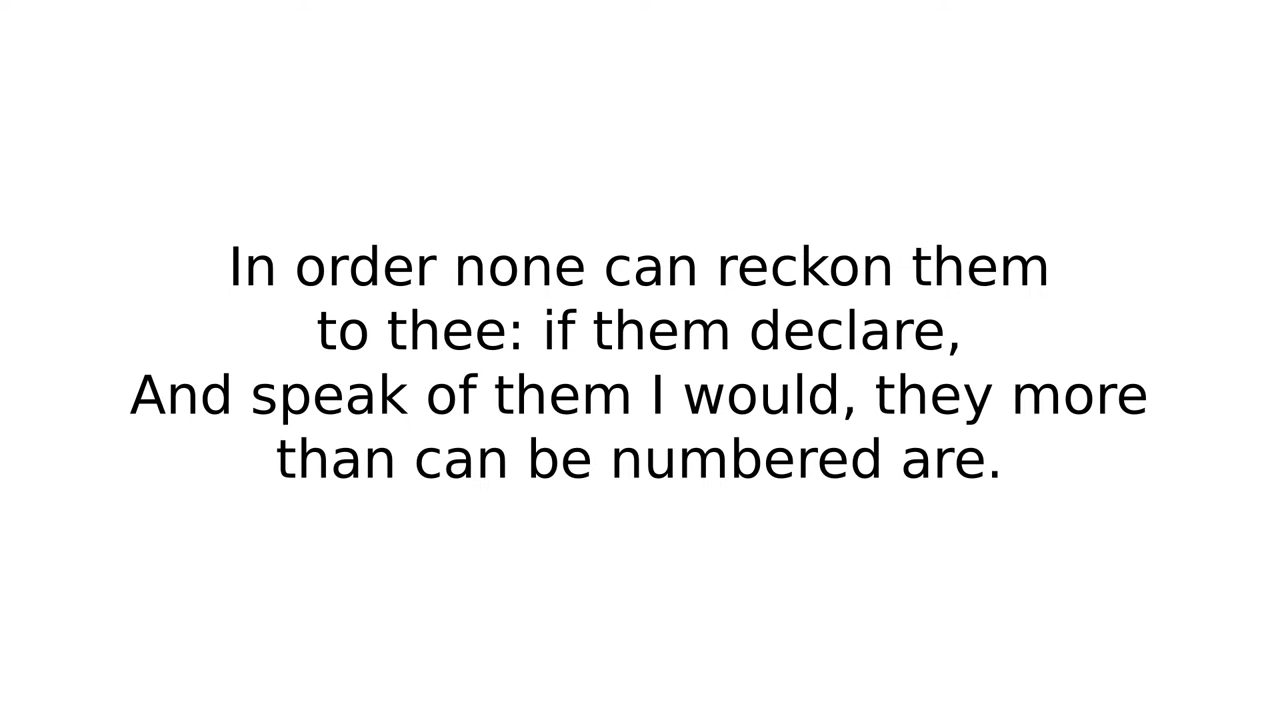 In order none can reckon them
to thee: if them declare,
And speak of them I would, they more
than can be numbered are.